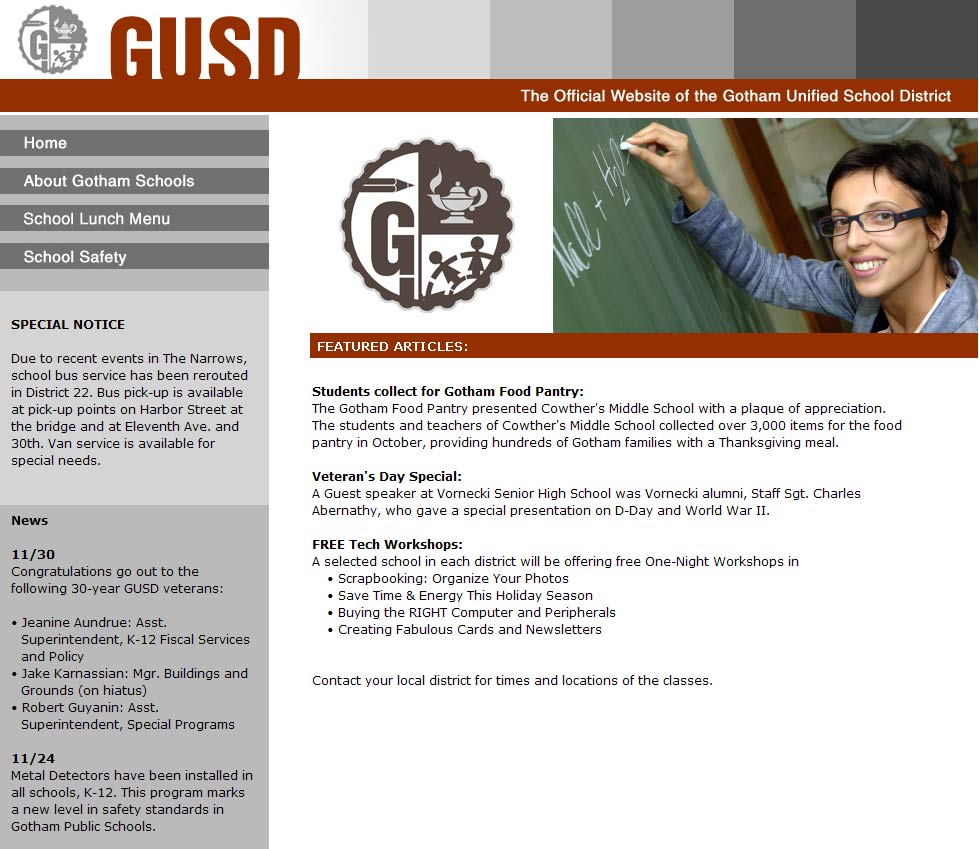 G
GUSD
The Official Website of the Gotham Unified School District
Home
About Gotham Schools
School Lunch Menu
School Safety
SPECIAL NOTICE
Due to recent events in The Narrows,
school bus service has been rerouted
in District 22. Bus pick-up is available
at pick-up points on Harbor Street at
the bridge and at Eleventh Ave. and
30th. Van service is available for
special needs.
News
11/30
Congratulations go out to the
following 30-year GUSD veterans:
• Jeanine Aundrue: Asst.
Superintendent, K-12 Fiscal Services
and Policy
• Jake Karnassian: Mgr. Buildings and
Grounds (on hiatus)
• Robert Guyanin: Asst.
Superintendent, Special Programs
11/24
Metal Detectors have been installed in
all schools, K-12. This program marks
a new level in safety standards in
Gotham Public Schools.
G
NaCl + H2O
FEATURED ARTICLES:
Students collect for Gotham Food Pantry:
The Gotham Food Pantry presented Cowther's Middle School with a plaque of appreciation.
The students and teachers of Cowther's Middle School collected over 3,000 items for the food
pantry in October, providing hundreds of Gotham families with a Thanksgiving meal.
Veteran's Day Special:
A Guest speaker at Vornecki Senior High School was Vornecki alumni, Staff Sgt. Charles
Abernathy, who gave a special presentation on D-Day and World War II.
FREE Tech Workshops:
A selected school in each district will be offering free One-Night Workshops in
• Scrapbooking: Organize Your Photos
• Save Time & Energy This Holiday Season
• Buying the RIGHT Computer and Peripherals
• Creating Fabulous Cards and Newsletters
Contact your local district for times and locations of the classes.